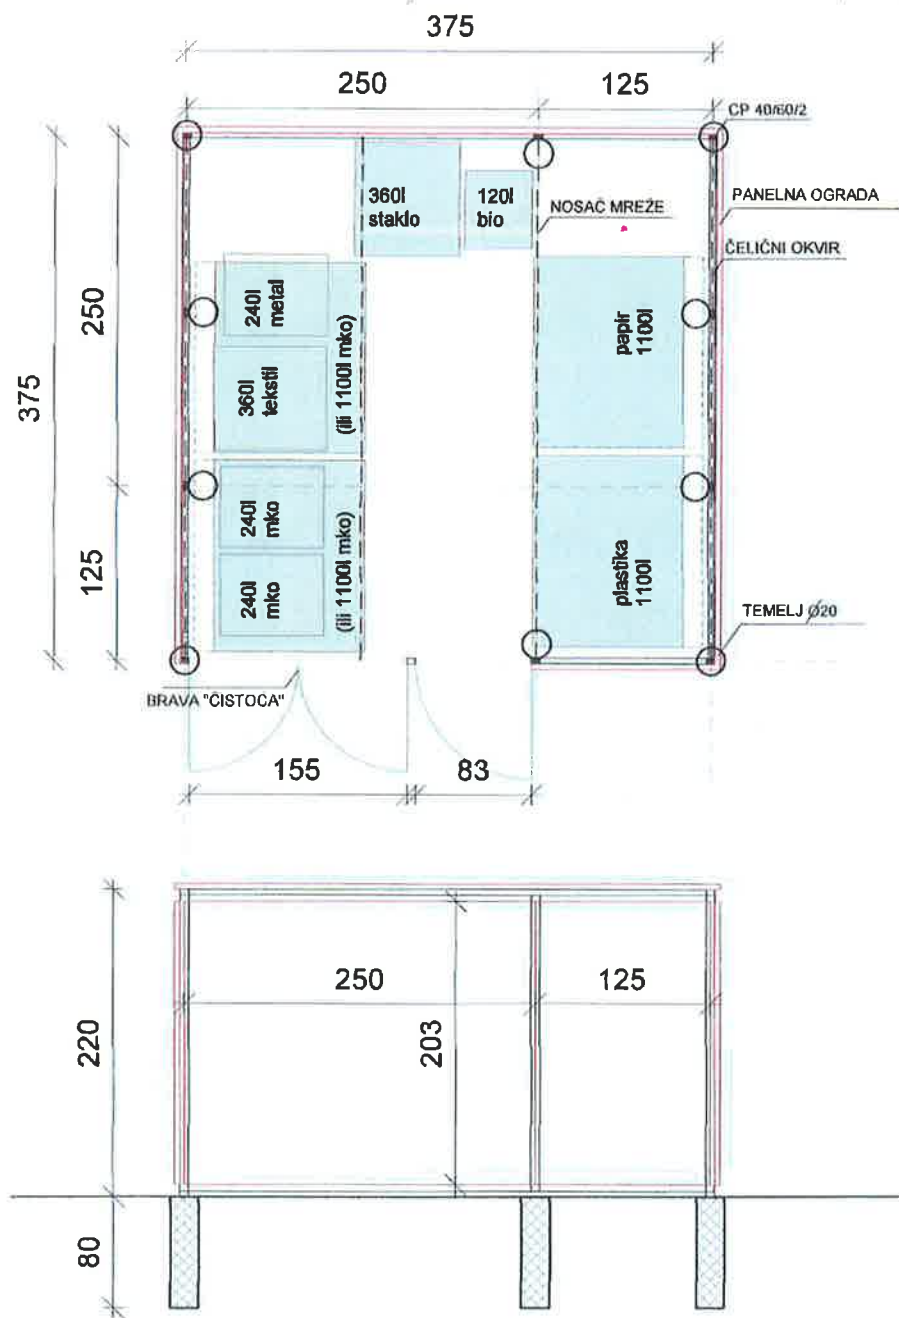 375
250
125
CP 40/60/2
360l
staklo
120l
bio
NOSAČ MREŽE
PANELNA OGRADA
ČELIČNI OKVIR
250
375
125
240l
metal
360l
tekstil
(ili 1100l mko)
papir
1100l
240l
mko
240l
mko
(ili 1100l mko)
plastika
1100l
TEMELJ Ø20
BRAVA "ČISTOĆA"
155
83
250
125
220
203
80